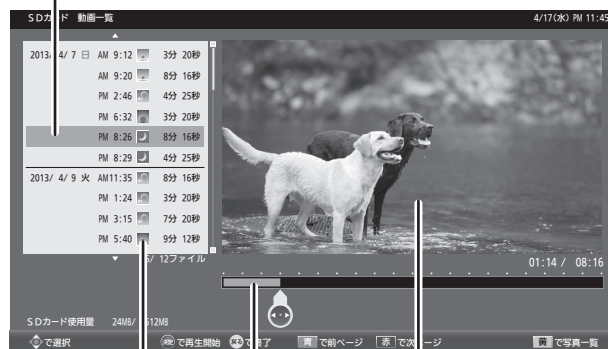 SDカード 動画一覧
4/17(水) PM 11:45
2013/ 4/ 7 日 AM 9:12 3分 20秒
AM 9:20 8分 16秒
PM 2:46 4分 25秒
PM 6:32 3分 20秒
PM 8:26 8分 16秒
PM 8:29 4分 25秒
2013/ 4/ 9 火 AM11:35 8分 16秒
PM 1:24 3分 20秒
PM 3:15 7分 20秒
PM 5:40 9分 12秒
5/ 12ファイル
01:14 / 08:16
SDカード使用量 24MB/ 512MB
で選択 決定 で再生開始 戻る で終了 青 で前ページ 赤 で次ページ 黄 で写真一覧